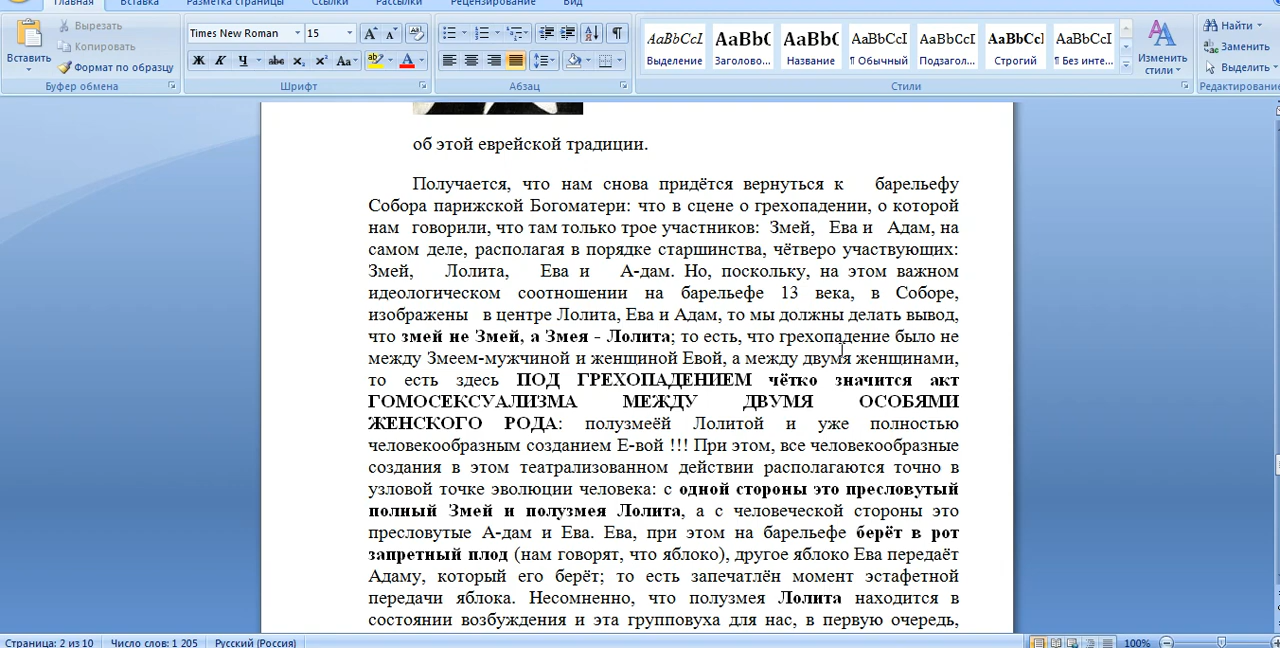 Главная Вставка Разметка страницы Ссылки Рассылки Рецензирование Вид
Вырезать
Копировать
Формат по образцу
Вставить
Буфер обмена
Times New Roman 15
Ж К Ч abc x₂ x² Aa
Шрифт
Абзац
AaBbCcI AaBb( AaBb( AaBbCcI AaBbCcI AaBbCcI AaBbCcI
Выделение Заголово... Название ¶ Обычный Подзагол... Строгий ¶ Без инте...
Изменить стили
Стили
Найти
Заменить
Выделить
Редактирование
об этой еврейской традиции.
Получается, что нам снова придётся вернуться к барельефу
Собора парижской Богоматери: что в сцене о грехопадении, о которой
нам говорили, что там только трое участников: Змей, Ева и Адам, на
самом деле, располагая в порядке старшинства, чётверо участвующих:
Змей, Лолита, Ева и А-дам. Но, поскольку, на этом важном
идеологическом соотношении на барельефе 13 века, в Соборе,
изображены в центре Лолита, Ева и Адам, то мы должны делать вывод,
что змей не Змей, а Змея - Лолита; то есть, что грехопадение было не
между Змеем-мужчиной и женщиной Евой, а между двумя женщинами,
то есть здесь ПОД ГРЕХОПАДЕНИЕМ чётко значится акт
ГОМОСЕКСУАЛИЗМА МЕЖДУ ДВУМЯ ОСОБЯМИ
ЖЕНСКОГО РОДА: полузмеёй Лолитой и уже полностью
человекообразным созданием Е-вой !!! При этом, все человекообразные
создания в этом театрализованном действии располагаются точно в
узловой точке эволюции человека: с одной стороны это пресловутый
полный Змей и полузмея Лолита, а с человеческой стороны это
пресловутые А-дам и Ева. Ева, при этом на барельефе берёт в рот
запретный плод (нам говорят, что яблоко), другое яблоко Ева передаёт
Адаму, который его берёт; то есть запечатлён момент эстафетной
передачи яблока. Несомненно, что полузмея Лолита находится в
состоянии возбуждения и эта групповуха для нас, в первую очередь,
Страница: 2 из 10 Число слов: 1 205 Русский (Россия) 100%